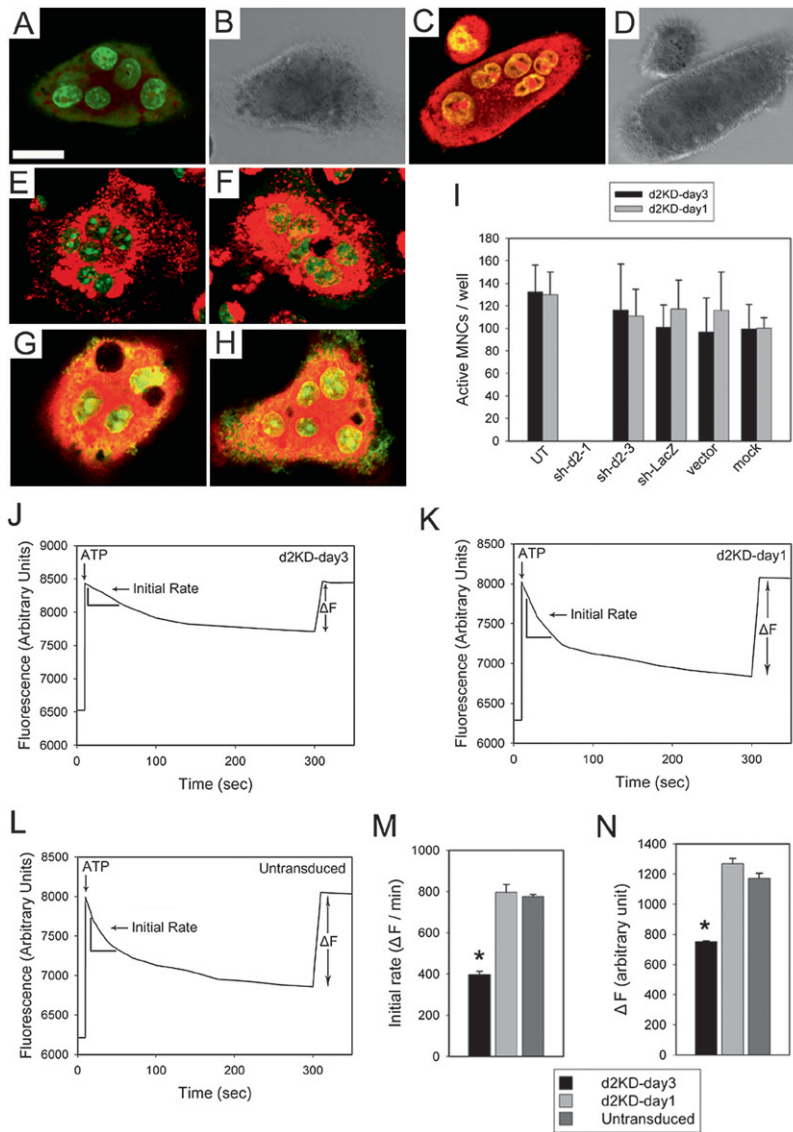 A
B
C
D
E
F
G
H
I
d2KD-day3
d2KD-day1
Active MNCs / well
180
160
140
120
100
80
60
40
20
0
UT
sh-d2-1
sh-d2-3
sh-LacZ
vector
mock
J
Fluorescence (Arbitrary Units)
9000
8500
8000
7500
7000
6500
6000
ATP
d2KD-day3
Initial Rate
ΔF
0
100
200
300
Time (sec)
K
Fluorescence (Arbitrary Units)
8500
8000
7500
7000
6500
6000
ATP
d2KD-day1
Initial Rate
ΔF
0
100
200
300
Time (sec)
L
Fluorescence (Arbitrary Units)
8500
8000
7500
7000
6500
6000
ATP
Untransduced
Initial Rate
ΔF
0
100
200
300
Time (sec)
M
Initial rate (ΔF / min)
1000
800
600
400
200
0
*
N
ΔF (arbitrary unit)
1400
1200
1000
800
600
400
200
0
*
d2KD-day3
d2KD-day1
Untransduced